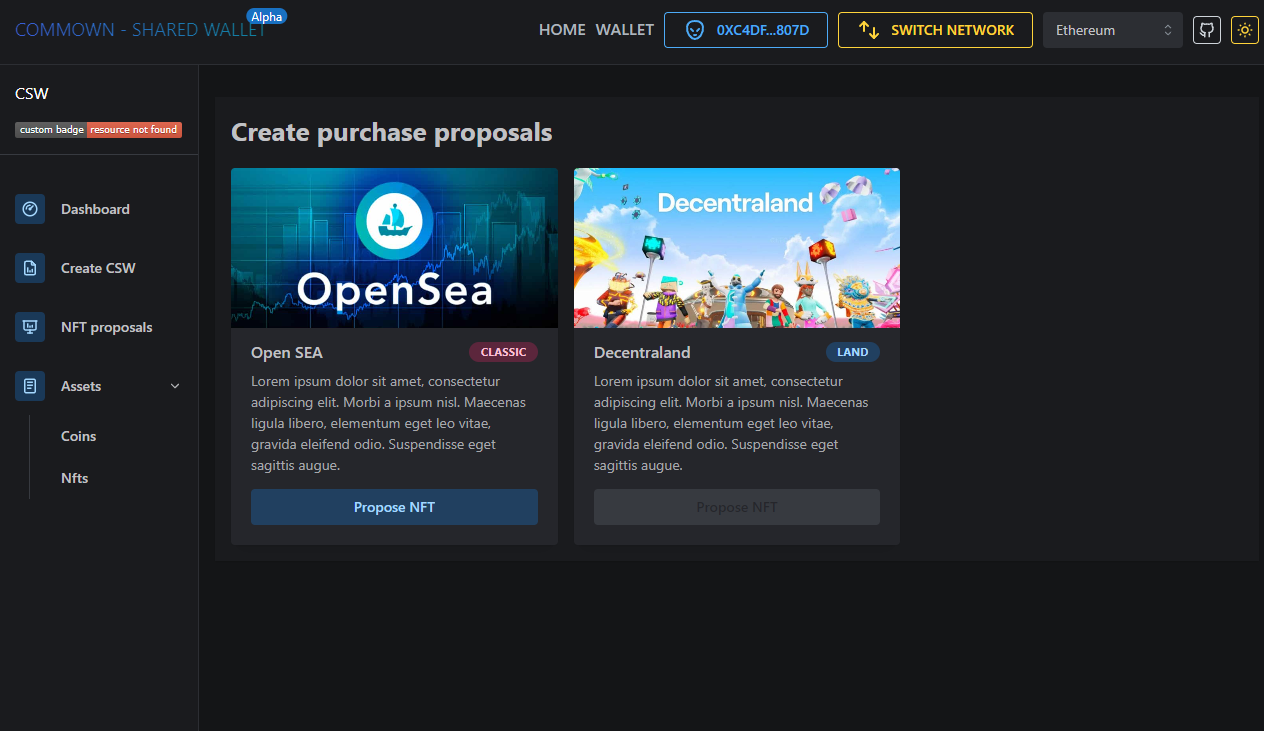 COMMOWN - SHARED WALLET
Alpha
HOME
WALLET
0XC4DF...807D
SWITCH NETWORK
Ethereum
CSW
custom badge resource not found
Dashboard
Create CSW
NFT proposals
Assets
Coins
Nfts
Create purchase proposals
OpenSea
Open SEA
CLASSIC
Lorem ipsum dolor sit amet, consectetur
adipiscing elit. Morbi a ipsum nisl. Maecenas
ligula libero, elementum eget leo vitae,
gravida eleifend odio. Suspendisse eget
sagittis augue.
Propose NFT
Decentraland
Decentraland
LAND
Lorem ipsum dolor sit amet, consectetur
adipiscing elit. Morbi a ipsum nisl. Maecenas
ligula libero, elementum eget leo vitae,
gravida eleifend odio. Suspendisse eget
sagittis augue.
Propose NFT